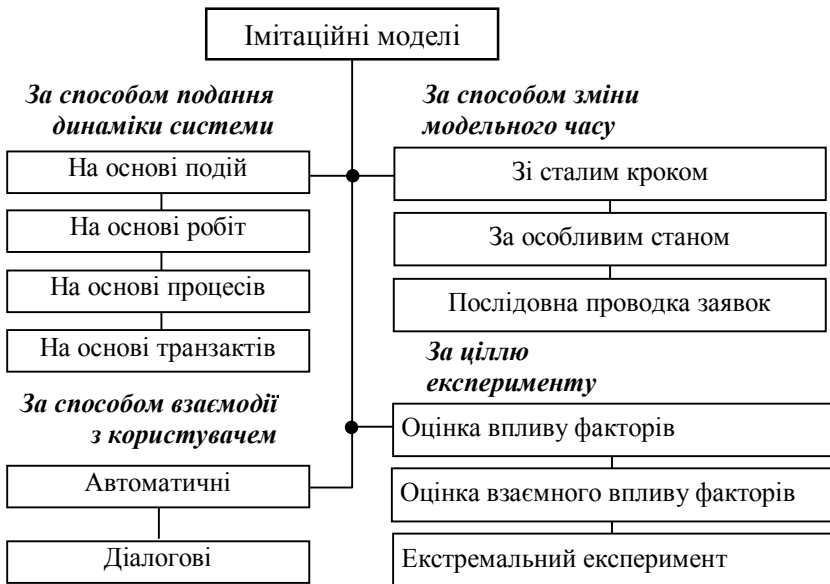 Імітаційні моделі
За способом подання
динаміки системи
На основі подій
На основі робіт
На основі процесів
На основі транзактів
За способом взаємодії
з користувачем
Автоматичні
Діалогові
За способом зміни
модельного часу
Зі сталим кроком
За особливим станом
Послідовна проводка заявок
За ціллю
експерименту
Оцінка впливу факторів
Оцінка взаємного впливу факторів
Екстремальний експеримент